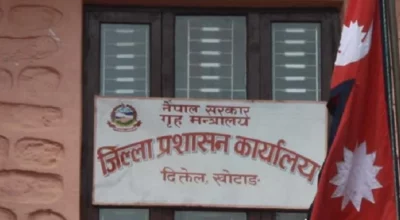 नेपाल सरकार
गृह मन्त्रालय
जिल्ला प्रशासन कार्यालय
दिक्तेल, खोटाङ